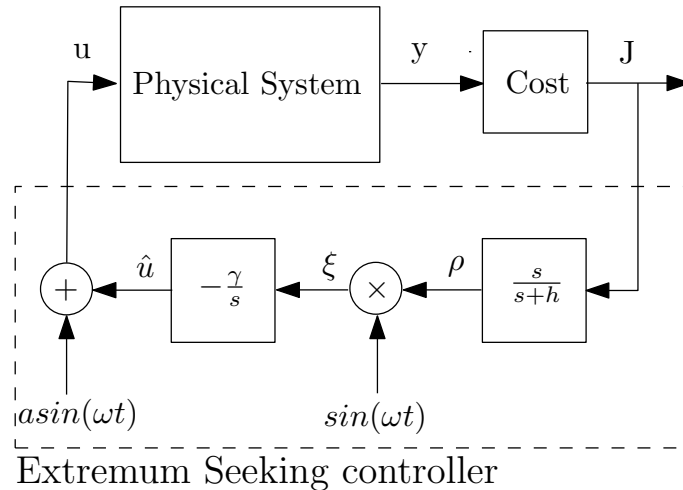 u
y
J
Physical System
Cost
û
ξ
ρ
+
-γ/s
×
s/s+h
asin(ωt)
sin(ωt)
Extremum Seeking controller